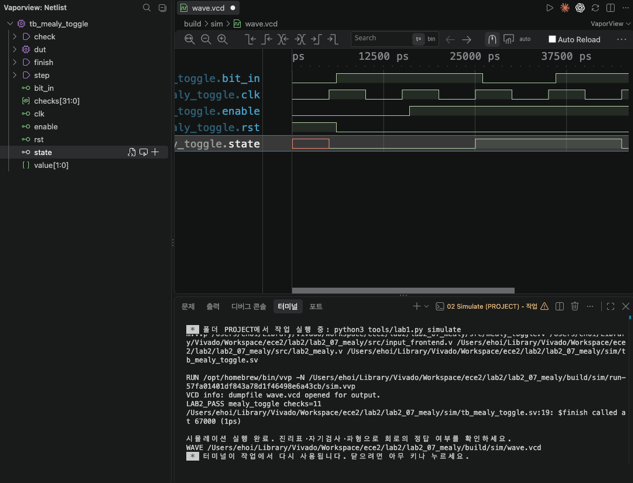 Vaporview: Netlist
tb_mealy_toggle
check
dut
finish
step
bit_in
checks[31:0]
clk
enable
rst
state
value[1:0]
wave.vcd
build > sim > wave.vcd
VaporView
Search
auto
Auto Reload
ps
12500 ps
25000 ps
37500 ps
_toggle.bit_in
aly_toggle.clk
_toggle.enable
aly_toggle.rst
y_toggle.state
문제
출력
디버그 콘솔
터미널
포트
02 Simulate (PROJECT) - 작업
* 폴더 PROJECT에서 작업 실행 중: python3 tools/lab1.py simulate
y/Vivado/Workspace/ece2/lab2/lab2_07_mealy/src/input_frontend.v /Users/ehoi/Library/Vivado/Workspace/ece
2/lab2/lab2_07_mealy/src/lab2_mealy.v /Users/ehoi/Library/Vivado/Workspace/ece2/lab2/lab2_07_mealy/sim/t
b_mealy_toggle.sv
RUN /opt/homebrew/bin/vvp -N /Users/ehoi/Library/Vivado/Workspace/ece2/lab2/lab2_07_mealy/build/sim/run-
57fa01401df843a78d1f46498e6a43cb/sim.vvp
VCD info: dumpfile wave.vcd opened for output.
LAB2_PASS mealy_toggle checks=11
/Users/ehoi/Library/Vivado/Workspace/ece2/lab2/lab2_07_mealy/sim/tb_mealy_toggle.sv:19: $finish called a
t 67000 (1ps)
시뮬레이션 실행 완료. 진리표·자기검사·파형으로 회로의 정답 여부를 확인하세요.
WAVE /Users/ehoi/Library/Vivado/Workspace/ece2/lab2/lab2_07_mealy/build/sim/wave.vcd
* 터미널이 작업에서 다시 사용됩니다. 닫으려면 아무 키나 누르세요.